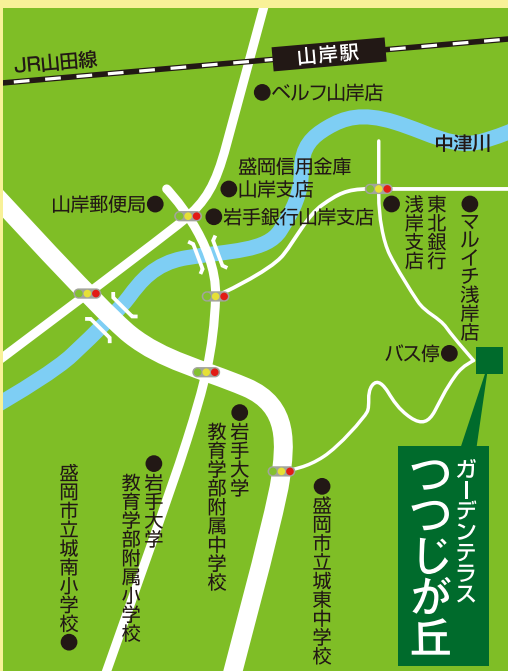 JR山田線
山岸駅
ベルフ山岸店
中津川
盛岡信用金庫
山岸支店
山岸郵便局
岩手銀行山岸支店
東北銀行
浅岸支店
マルイチ浅岸店
バス停
岩手大学
教育学部附属中学校
岩手大学
教育学部附属小学校
盛岡市立城南小学校
盛岡市立城東中学校
ガーデンテラス
つつじが丘